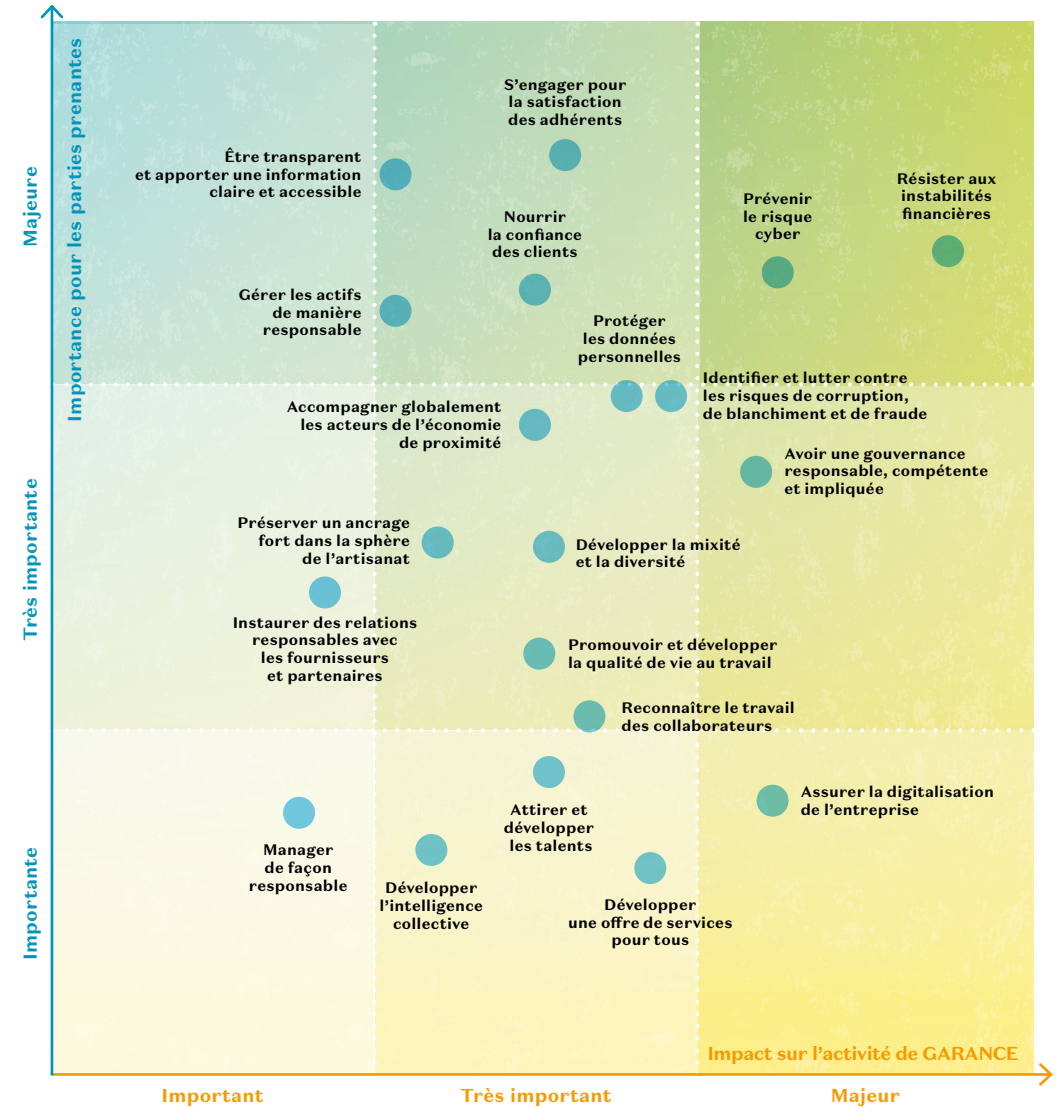 Importance pour les parties prenantes
Majeure
Très importante
Importante
S'engager pour
la satisfaction
des adhérents
Être transparent
et apporter une information
claire et accessible
Résister aux
instabilités
financières
Prévenir
le risque
cyber
Nourrir
la confiance
des clients
Gérer les actifs
de manière
responsable
Protéger
les données
personnelles
Identifier et lutter contre
les risques de corruption,
de blanchiment et de fraude
Accompagner globalement
les acteurs de l'économie
de proximité
Avoir une gouvernance
responsable, compétente
et impliquée
Préserver un ancrage
fort dans la sphère
de l'artisanat
Développer la mixité
et la diversité
Instaurer des relations
responsables avec
les fournisseurs
et partenaires
Promouvoir et développer
la qualité de vie au travail
Reconnaître le travail
des collaborateurs
Attirer et
développer
les talents
Assurer la digitalisation
de l'entreprise
Manager
de façon
responsable
Développer
l'intelligence
collective
Développer
une offre de services
pour tous
Impact sur l'activité de GARANCE
Important
Très important
Majeur